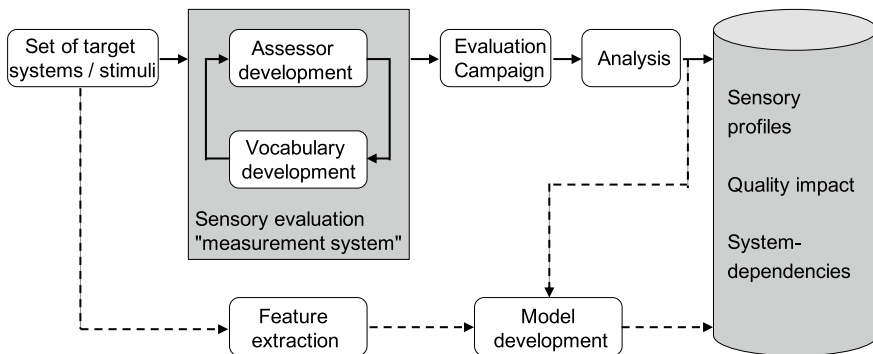 Set of target
systems / stimuli
Assessor
development
Vocabulary
development
Sensory evaluation
"measurement system"
Evaluation
Campaign
Analysis
Sensory
profiles
Quality impact
System-
dependencies
Feature
extraction
Model
development